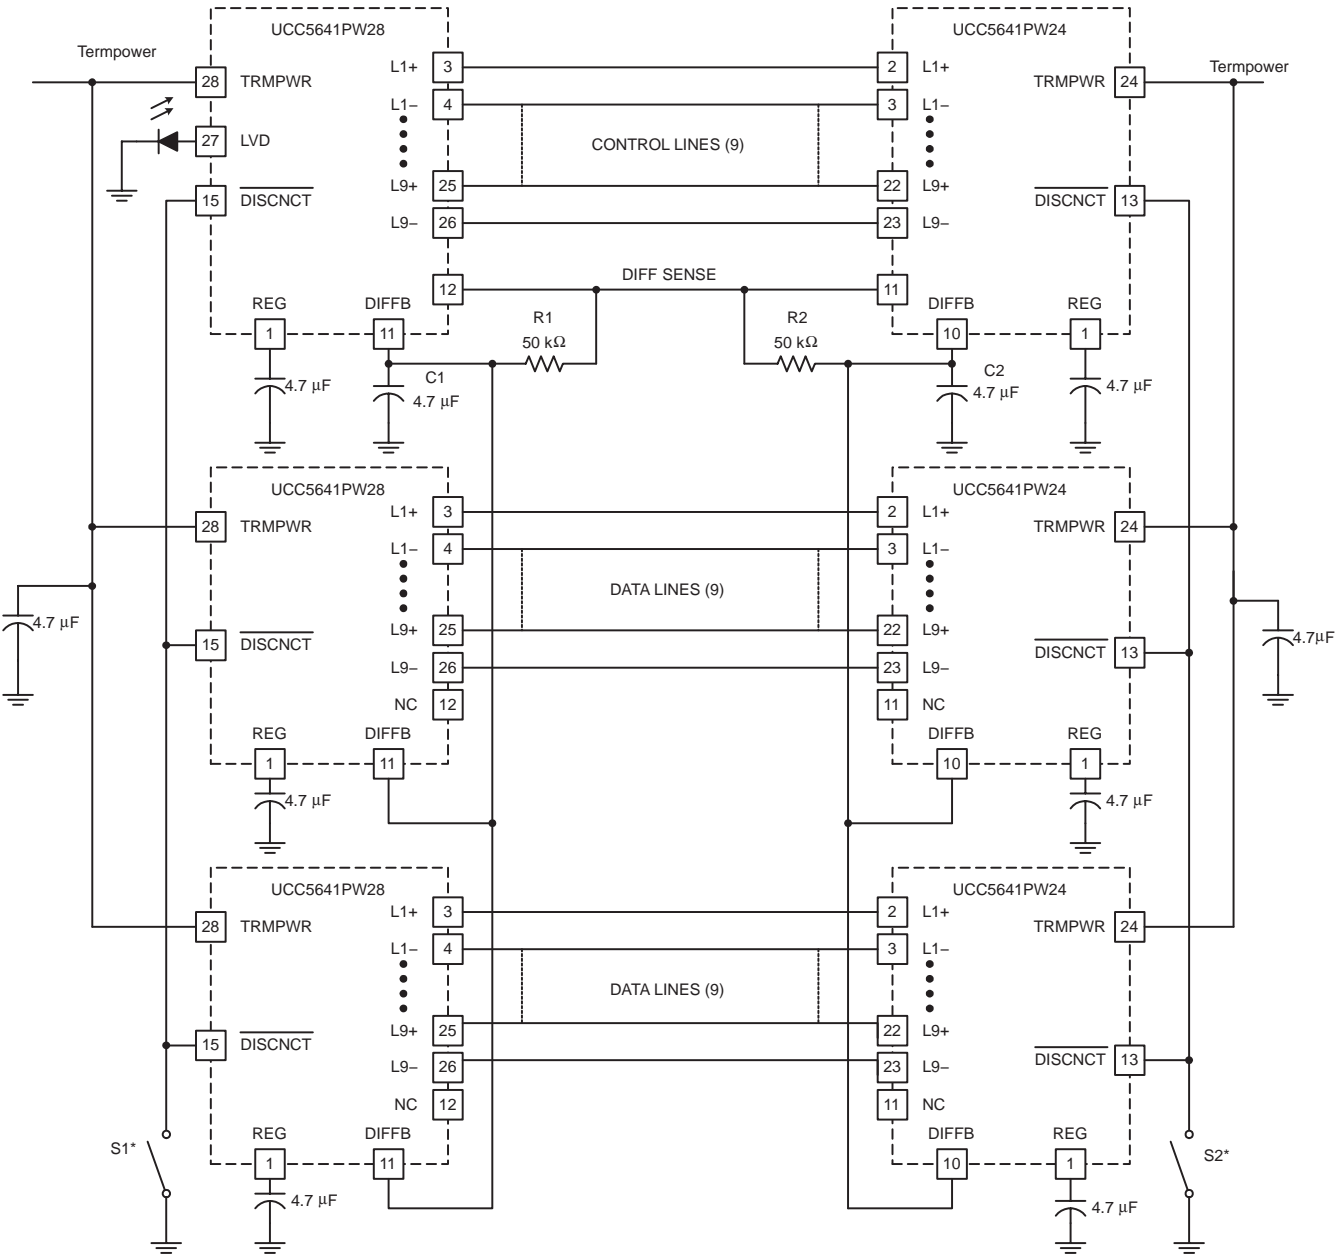 UCC5641PW28 UCC5641PW24
Termpower Termpower
28 TRMPWR L1+ 3 2 L1+ TRMPWR 24
L1− 4 3 L1−
27 LVD CONTROL LINES (9)
15 DISCNCT L9+ 25 22 L9+ DISCNCT 13
L9− 26 23 L9−
12 DIFF SENSE 11
REG DIFFB DIFFB REG
1 11 10 1
R1 R2
50 kΩ 50 kΩ
4.7 μF C1 C2 4.7 μF
4.7 μF 4.7 μF
UCC5641PW28 UCC5641PW24
L1+ 3 2 L1+
28 TRMPWR TRMPWR 24
L1− 4 3 L1−
DATA LINES (9)
4.7 μF L9+ 25 22 L9+ 4.7μF
15 DISCNCT DISCNCT 13
L9− 26 23 L9−
NC 12 11 NC
REG DIFFB DIFFB REG
1 11 10 1
4.7 μF 4.7 μF
UCC5641PW28 UCC5641PW24
L1+ 3 2 L1+
28 TRMPWR TRMPWR 24
L1− 4 3 L1−
DATA LINES (9)
L9+ 25 22 L9+
15 DISCNCT DISCNCT 13
L9− 26 23 L9−
NC 12 11 NC
REG DIFFB DIFFB REG
S1* S2*
1 11 10 1
4.7 μF 4.7 μF